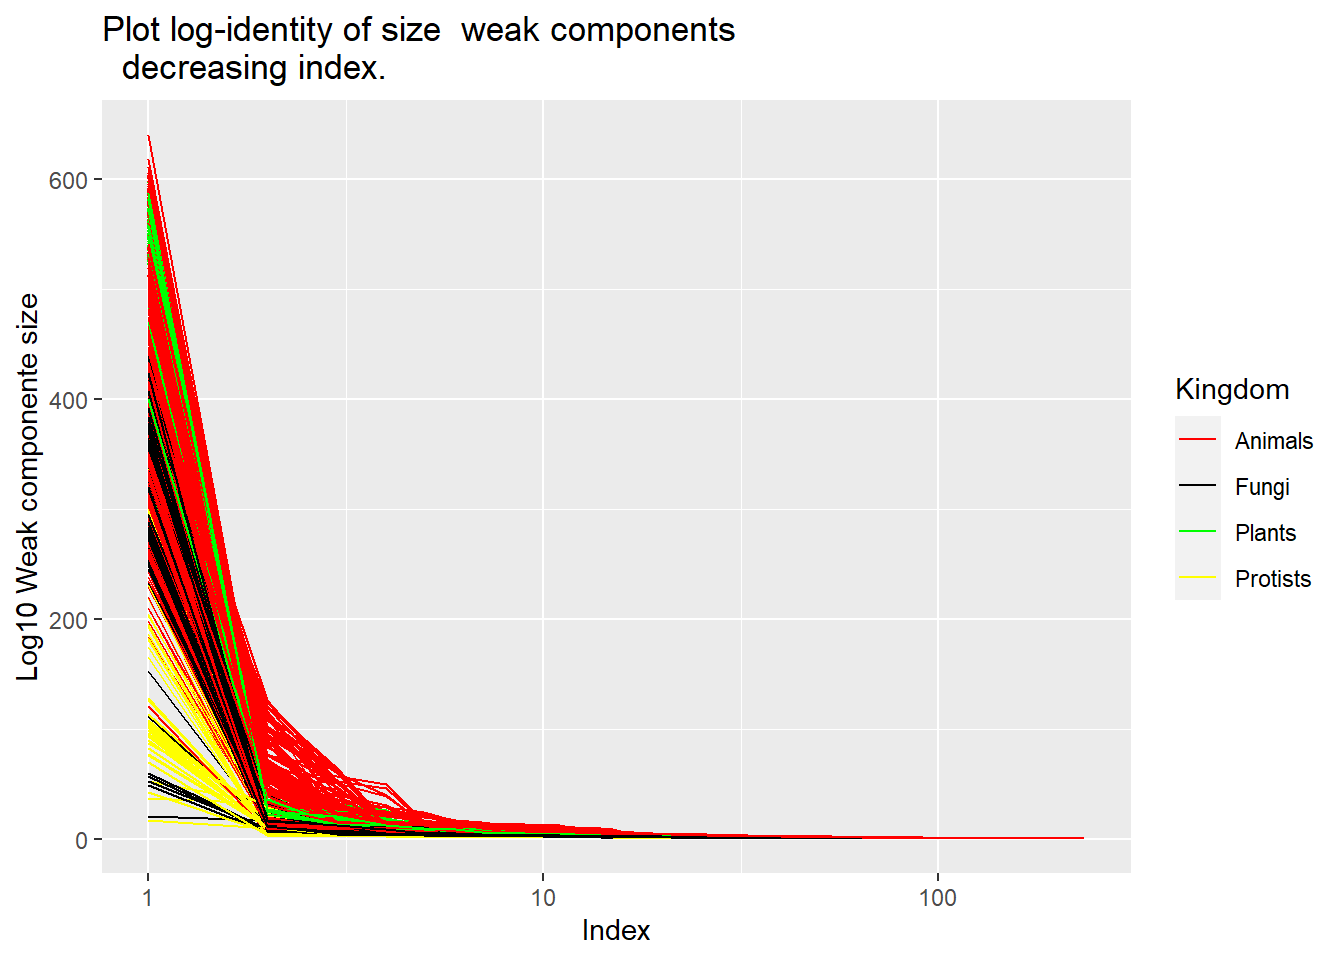 Plot log-identity of size  weak components
decreasing index.
600
400
200
0
Log10 Weak componente size
1
10
100
Index
Kingdom
Animals
Fungi
Plants
Protists